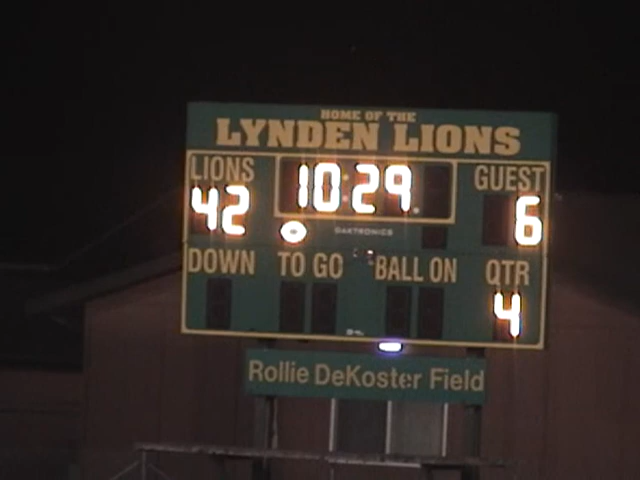 HOME OF THE
LYNDEN LIONS
LIONS 10:29 GUEST
42 6
DAKTRONICS
DOWN TO GO BALL ON QTR
4
Rollie DeKoster Field